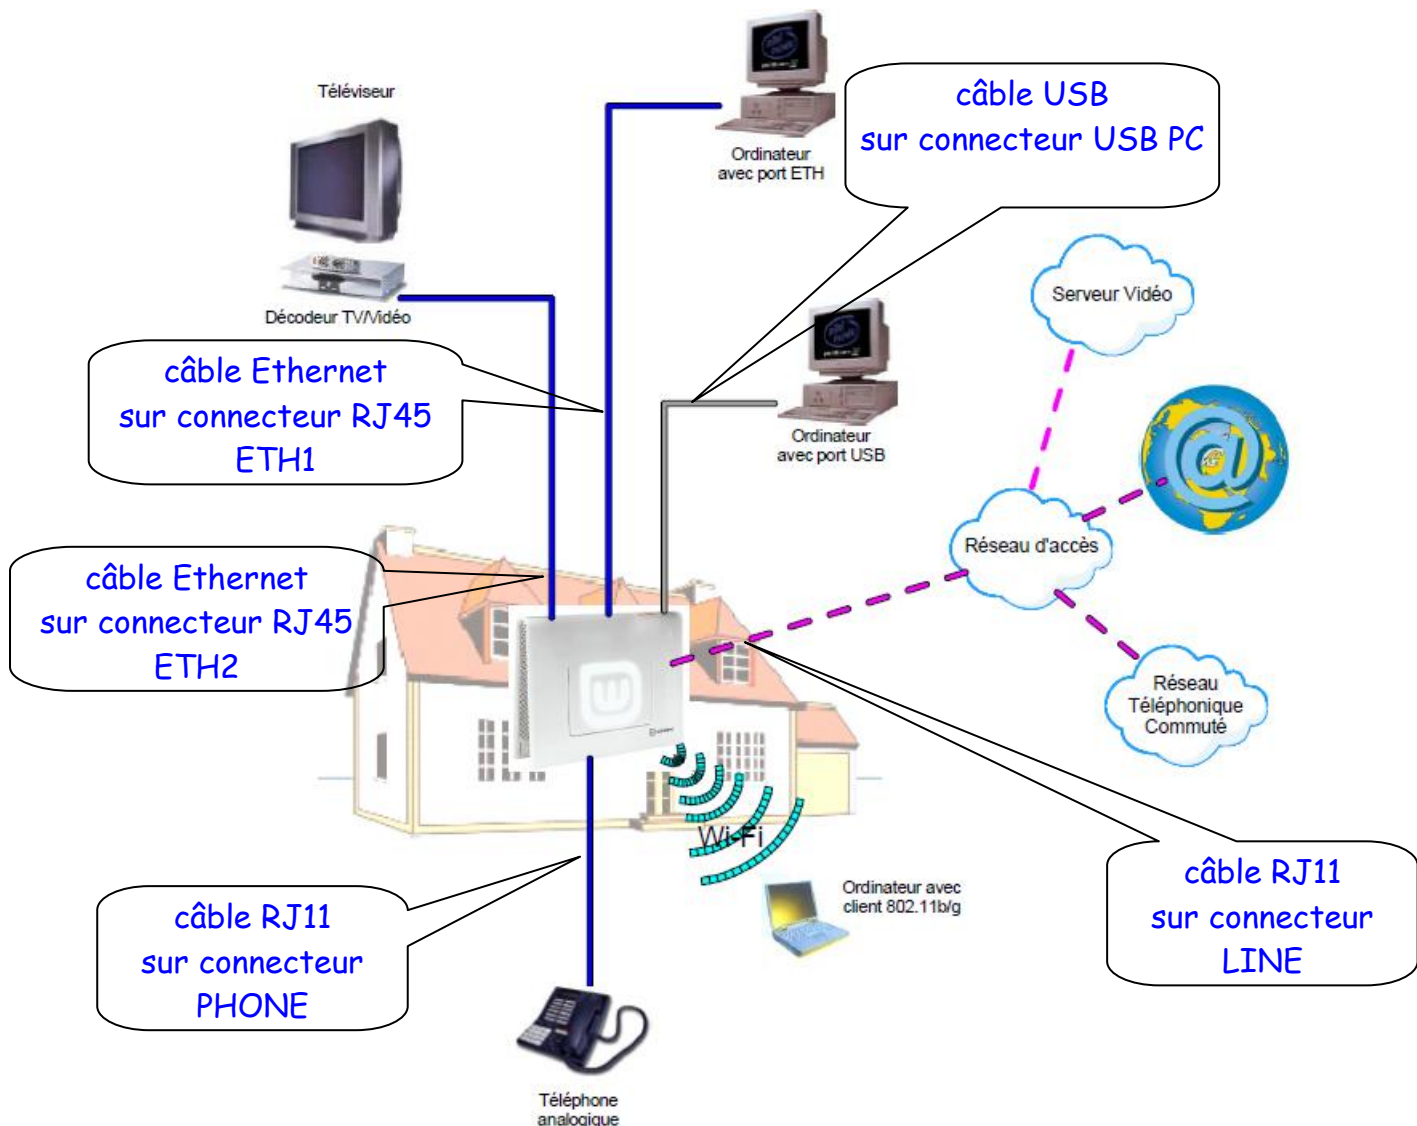 Téléviseur
Décodeur TV/Vidéo
Ordinateur
avec port ETH
câble USB
sur connecteur USB PC
Serveur Vidéo
câble Ethernet
sur connecteur RJ45
ETH1
Ordinateur
avec port USB
@
Réseau d'accès
câble Ethernet
sur connecteur RJ45
ETH2
Réseau
Téléphonique
Commuté
Wi-Fi
câble RJ11
sur connecteur
PHONE
Ordinateur avec
client 802.11b/g
câble RJ11
sur connecteur
LINE
Téléphone
analogique